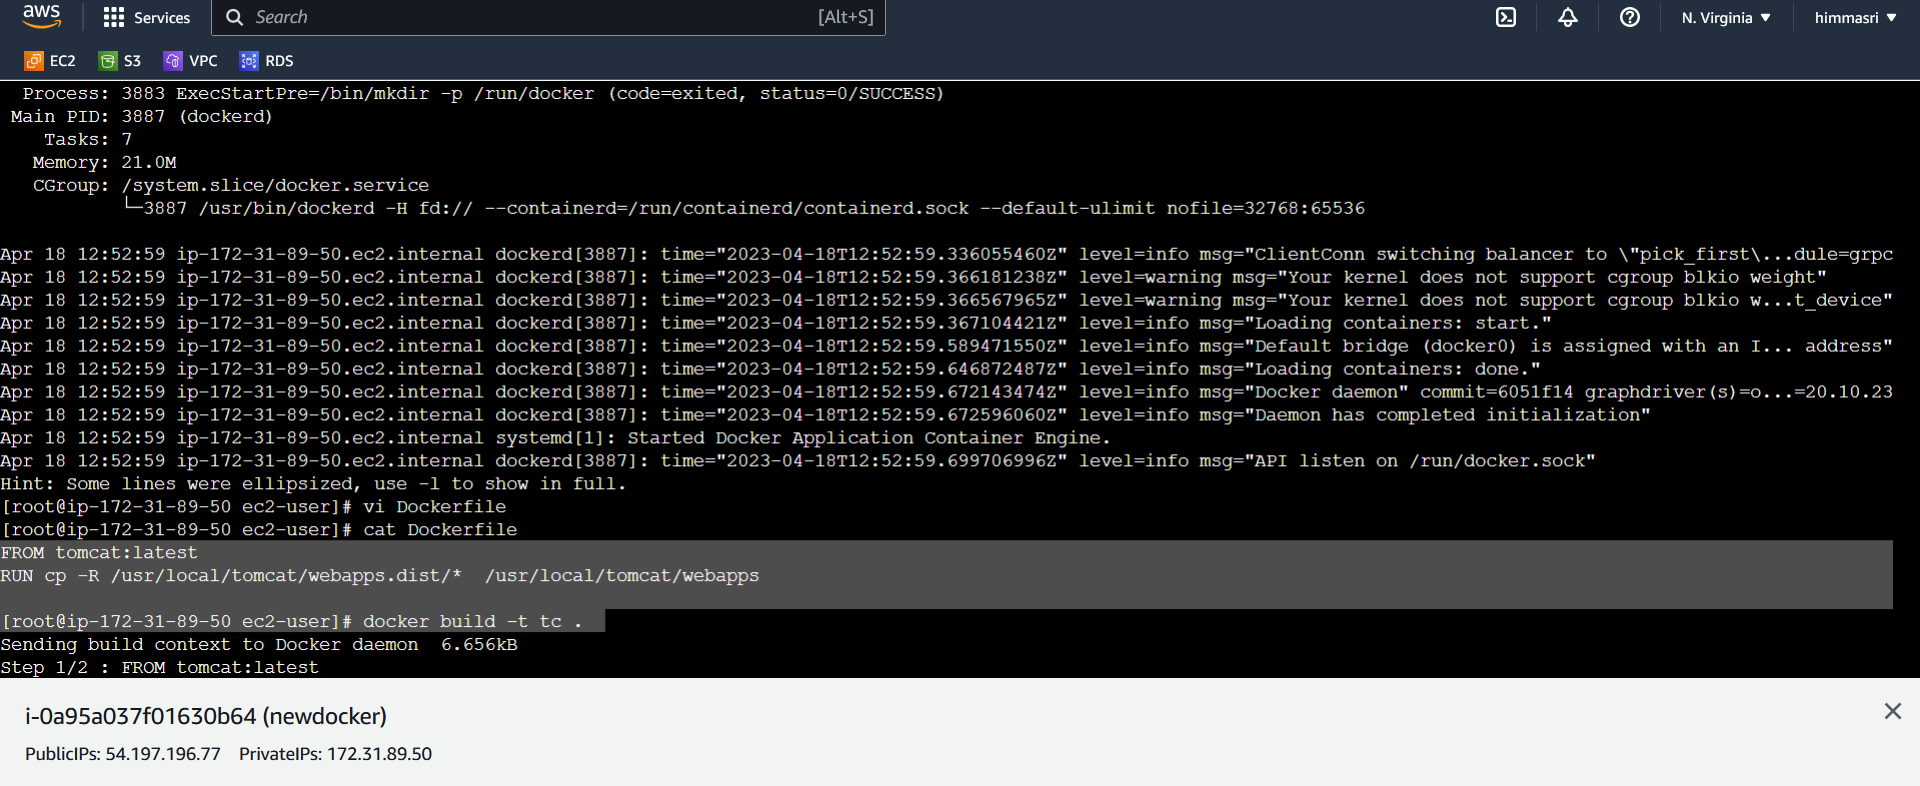 aws
Services
Search
[Alt+S]
N. Virginia
himmasri
EC2 S3 VPC RDS
Process: 3883 ExecStartPre=/bin/mkdir -p /run/docker (code=exited, status=0/SUCCESS)
Main PID: 3887 (dockerd)
Tasks: 7
Memory: 21.0M
CGroup: /system.slice/docker.service
└─3887 /usr/bin/dockerd -H fd:// --containerd=/run/containerd/containerd.sock --default-ulimit nofile=32768:65536
Apr 18 12:52:59 ip-172-31-89-50.ec2.internal dockerd[3887]: time="2023-04-18T12:52:59.336055460Z" level=info msg="ClientConn switching balancer to \"pick_first\...dule=grpc
Apr 18 12:52:59 ip-172-31-89-50.ec2.internal dockerd[3887]: time="2023-04-18T12:52:59.366181238Z" level=warning msg="Your kernel does not support cgroup blkio weight"
Apr 18 12:52:59 ip-172-31-89-50.ec2.internal dockerd[3887]: time="2023-04-18T12:52:59.366567965Z" level=warning msg="Your kernel does not support cgroup blkio w...t_device"
Apr 18 12:52:59 ip-172-31-89-50.ec2.internal dockerd[3887]: time="2023-04-18T12:52:59.367104421Z" level=info msg="Loading containers: start."
Apr 18 12:52:59 ip-172-31-89-50.ec2.internal dockerd[3887]: time="2023-04-18T12:52:59.589471550Z" level=info msg="Default bridge (docker0) is assigned with an I... address"
Apr 18 12:52:59 ip-172-31-89-50.ec2.internal dockerd[3887]: time="2023-04-18T12:52:59.646872487Z" level=info msg="Loading containers: done."
Apr 18 12:52:59 ip-172-31-89-50.ec2.internal dockerd[3887]: time="2023-04-18T12:52:59.672143474Z" level=info msg="Docker daemon" commit=6051f14 graphdriver(s)=o...=20.10.23
Apr 18 12:52:59 ip-172-31-89-50.ec2.internal dockerd[3887]: time="2023-04-18T12:52:59.672596060Z" level=info msg="Daemon has completed initialization"
Apr 18 12:52:59 ip-172-31-89-50.ec2.internal systemd[1]: Started Docker Application Container Engine.
Apr 18 12:52:59 ip-172-31-89-50.ec2.internal dockerd[3887]: time="2023-04-18T12:52:59.699706996Z" level=info msg="API listen on /run/docker.sock"
Hint: Some lines were ellipsized, use -l to show in full.
[root@ip-172-31-89-50 ec2-user]# vi Dockerfile
[root@ip-172-31-89-50 ec2-user]# cat Dockerfile
FROM tomcat:latest
RUN cp -R /usr/local/tomcat/webapps.dist/*  /usr/local/tomcat/webapps
[root@ip-172-31-89-50 ec2-user]# docker build -t tc .
Sending build context to Docker daemon  6.656kB
Step 1/2 : FROM tomcat:latest
i-0a95a037f01630b64 (newdocker)
PublicIPs: 54.197.196.77 PrivateIPs: 172.31.89.50